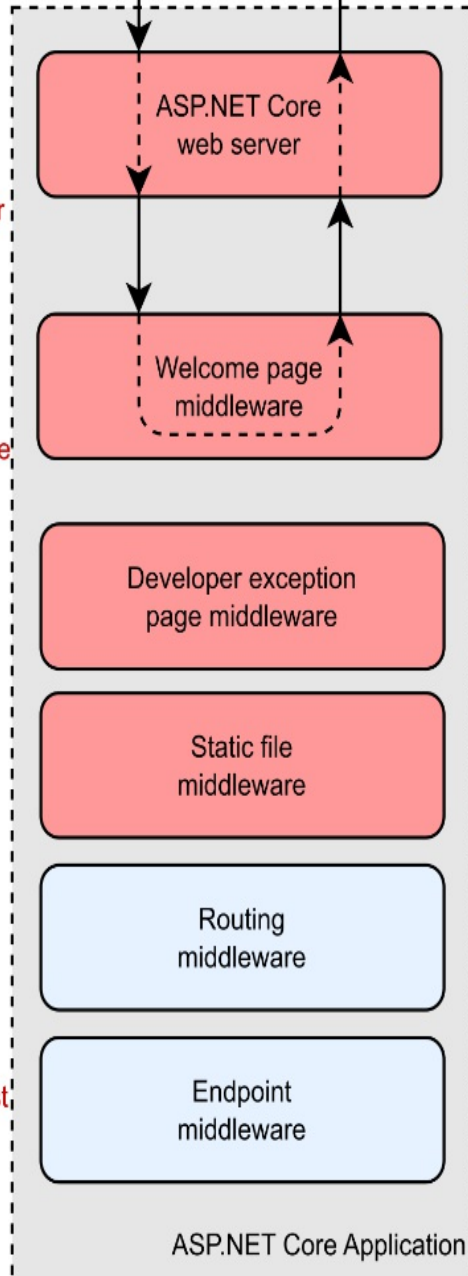 ASP.NET Core
web server
Welcome page
middleware
Developer exception
page middleware
Static file
middleware
Routing
middleware
Endpoint
middleware
ASP.NET Core Application